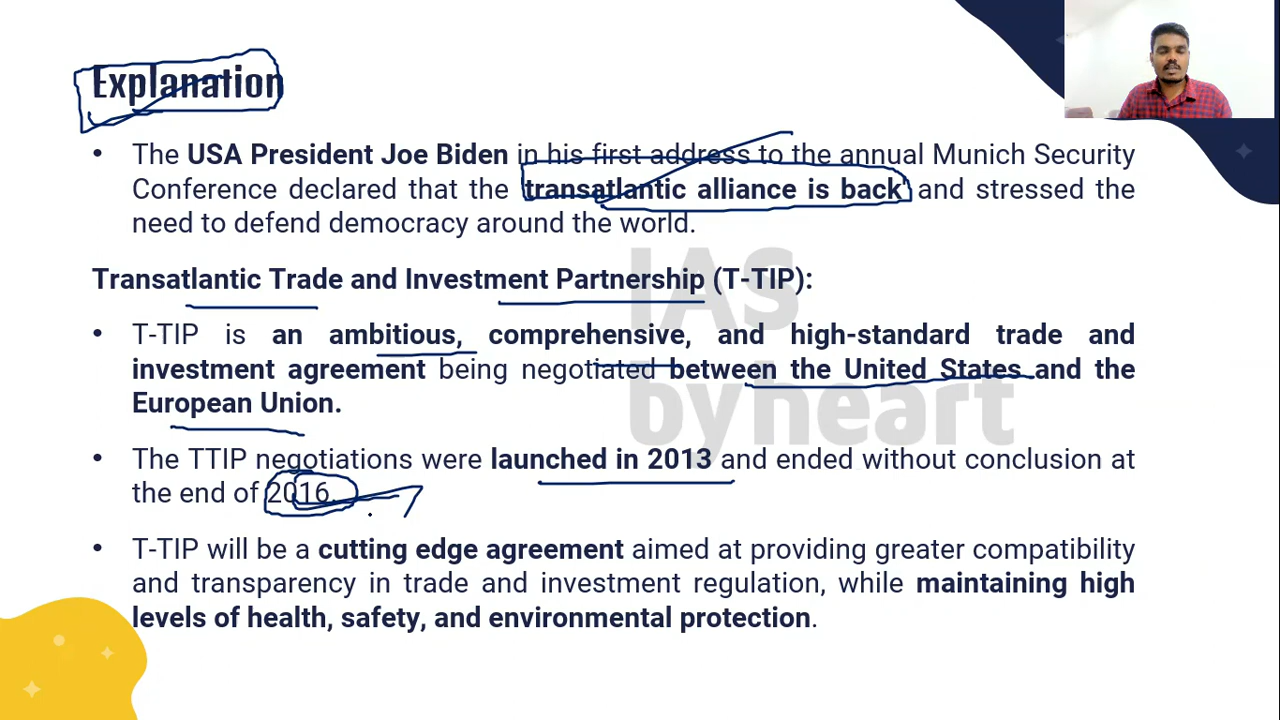 Explanation
• The USA President Joe Biden in his first address to the annual Munich Security
Conference declared that the 'transatlantic alliance is back' and stressed the
need to defend democracy around the world.
Transatlantic Trade and Investment Partnership (T-TIP):
• T-TIP is an ambitious, comprehensive, and high-standard trade and
investment agreement being negotiated between the United States and the
European Union.
• The TTIP negotiations were launched in 2013 and ended without conclusion at
the end of 2016.
• T-TIP will be a cutting edge agreement aimed at providing greater compatibility
and transparency in trade and investment regulation, while maintaining high
levels of health, safety, and environmental protection.
IAS
byheart